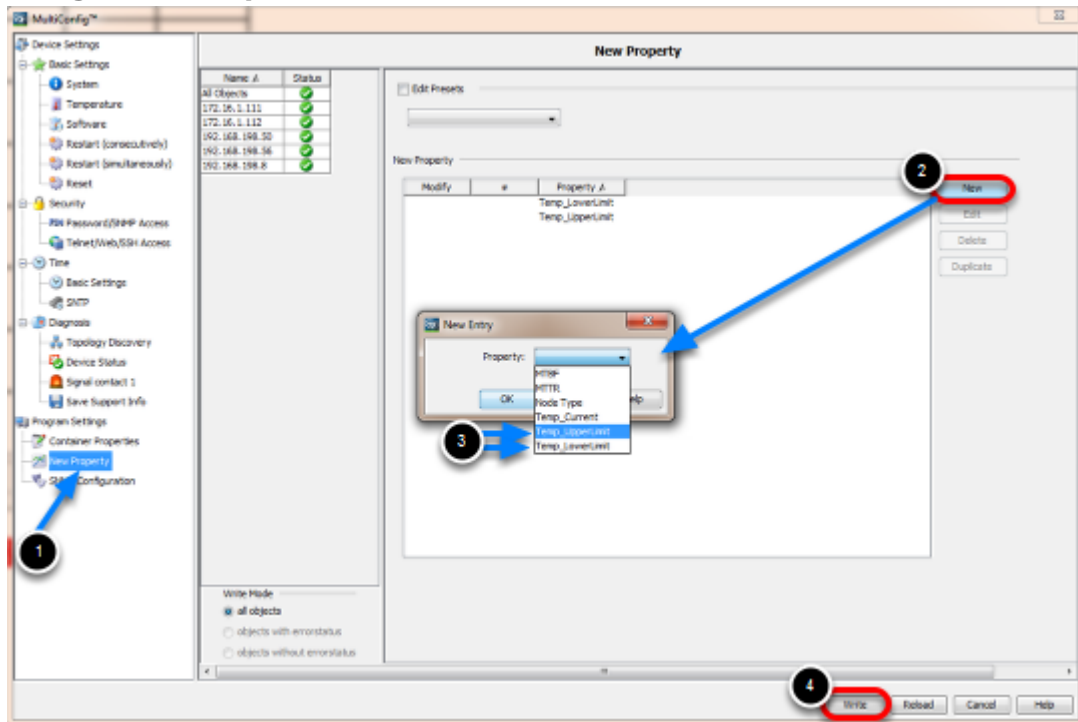 MultiConfig™
New Property
Device Settings
Basic Settings
System
Temperature
Software
Restart (consecutively)
Restart (simultaneously)
Reset
Security
Password/SNMP Access
Telnet/Web/SSH Access
Time
Basic Settings
SNTP
Diagnosis
Topology Discovery
Device Status
Signal contact 1
Save Support Info
Program Settings
Container Properties
New Property
Configuration
1
Name Status
All Objects
172.16.1.111
172.16.1.112
192.168.198.50
192.168.198.56
192.168.198.8
Write Mode
all objects
objects with errorstatus
objects without errorstatus
Edit Presets
New Property
Modify # Property
Temp_LowerLimit
Temp_UpperLimit
2
New
Edit
Delete
Duplicate
New Entry
Property:
MTBF
MTTR
Node Type
Temp_Current
Temp_UpperLimit
Temp_LowerLimit
OK
3
4
Write Reload Cancel Help